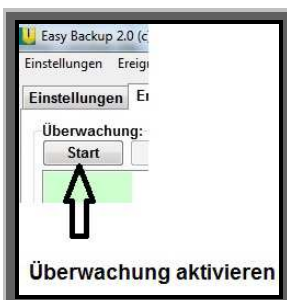 Easy Backup 2.0 (c
Einstellungen Ereig
Einstellungen
Überwachung:
Start
Überwachung aktivieren